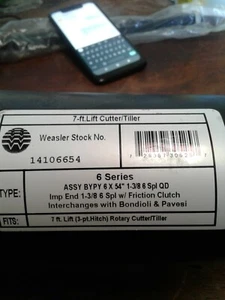 7-ft.Lift Cutter/Tiller
Weasler Stock No.
14106654
6 Series
TYPE:
ASSY BYPY 6 X 54" 1-3/8 6 Spl QD
Imp End 1-3/8 6 Spl w/ Friction Clutch
Interchanges with Bondioli & Pavesi
FITS:
7 ft. Lift (3-pt.Hitch) Rotary Cutter/Tiller